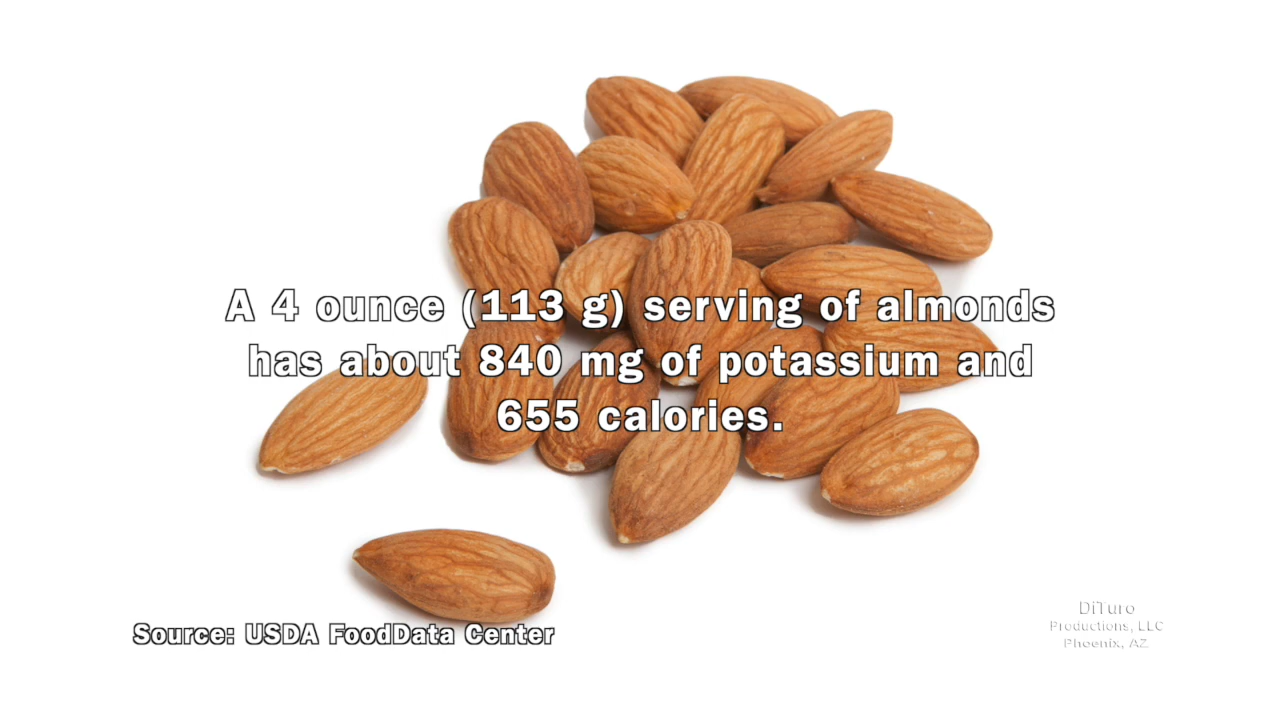 A 4 ounce (113 g) serving of almonds
has about 840 mg of potassium and
655 calories.
Source: USDA FoodData Center
DiTuro
Productions, LLC
Phoenix, AZ